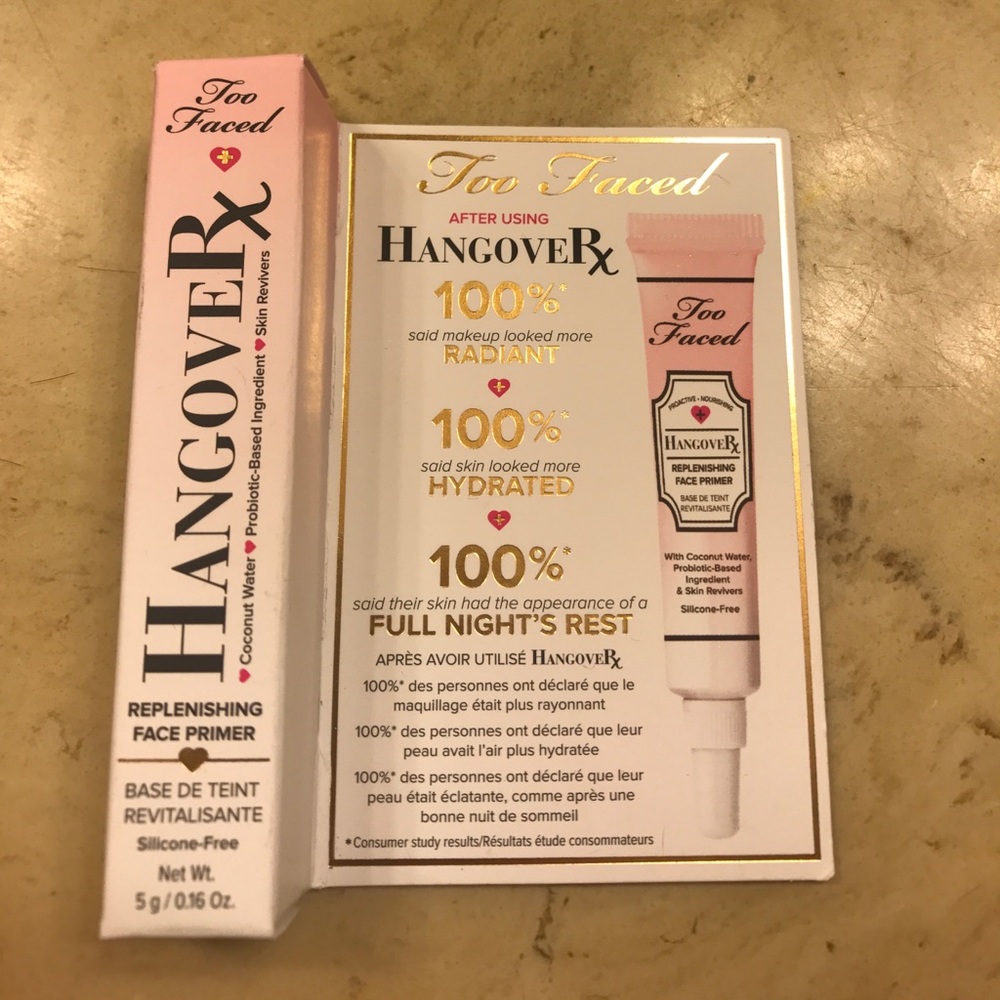 Too
Faced
HANGOVERX
♥ Coconut Water ♥ Probiotic-Based Ingredient ♥ Skin Revivers
REPLENISHING
FACE PRIMER
BASE DE TEINT
REVITALISANTE
Silicone-Free
Net Wt.
5 g / 0.16 Oz.
Too Faced
AFTER USING
HANGOVERX
100%*
said makeup looked more
RADIANT
100%*
said skin looked more
HYDRATED
100%*
said their skin had the appearance of a
FULL NIGHT'S REST
APRÈS AVOIR UTILISÉ HANGOVERX
100%* des personnes ont déclaré que le
maquillage était plus rayonnant
100%* des personnes ont déclaré que leur
peau avait l'air plus hydratée
100%* des personnes ont déclaré que leur
peau était éclatante, comme après une
bonne nuit de sommeil
*Consumer study results/Résultats étude consommateurs
Too
Faced
PROACTIVE • NOURISHING
HANGOVERX
REPLENISHING
FACE PRIMER
BASE DE TEINT
REVITALISANTE
With Coconut Water,
Probiotic-Based
Ingredient
& Skin Revivers
Silicone-Free